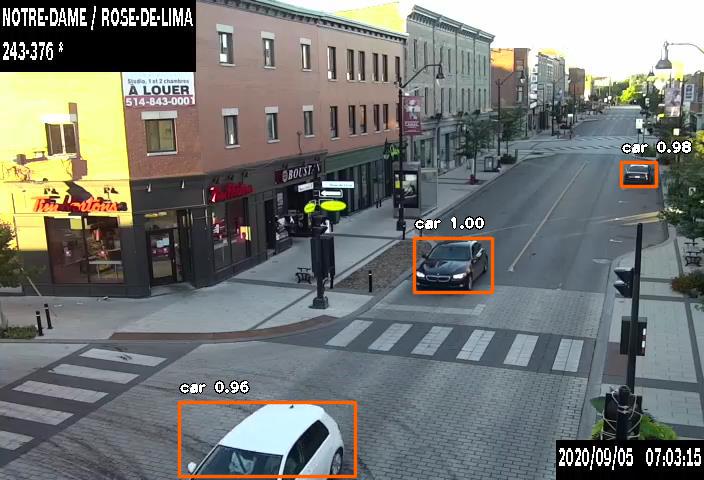 NOTRE-DAME / ROSE-DE-LIMA
243-376 *
Studio, 1 et 2 chambres
À LOUER
514-843-0001
car 0.98
BOUSTAN
Tim Hortons
Tim Hortons
car 1.00
car 0.96
2020/09/05 07:03:15